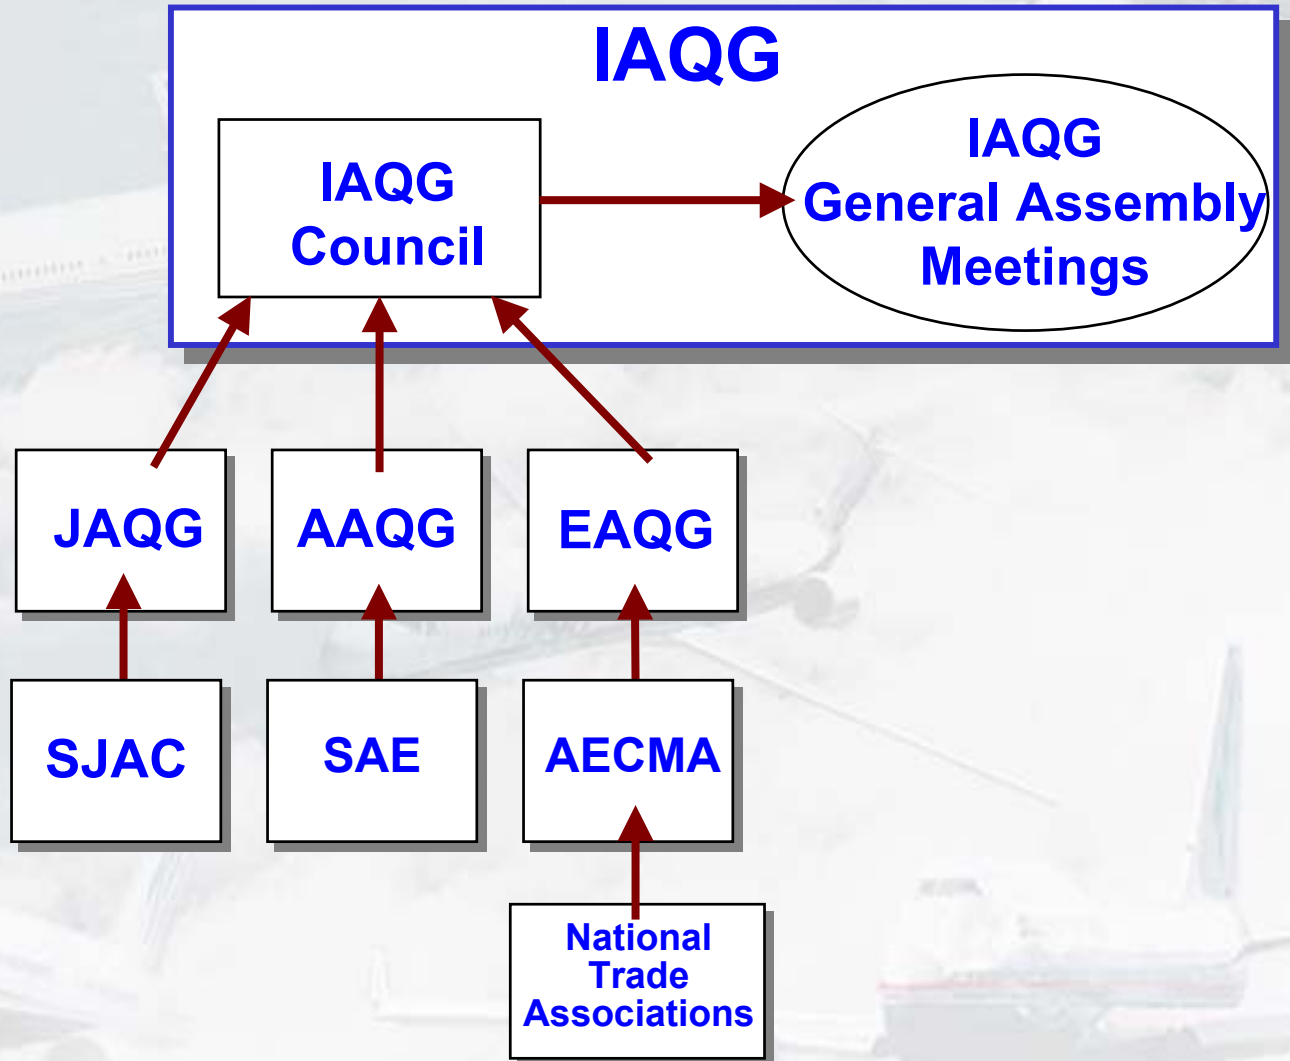 IAQG
IAQG
Council
IAQG
General Assembly
Meetings
JAQG
AAQG
EAQG
SJAC
SAE
AECMA
National
Trade
Associations